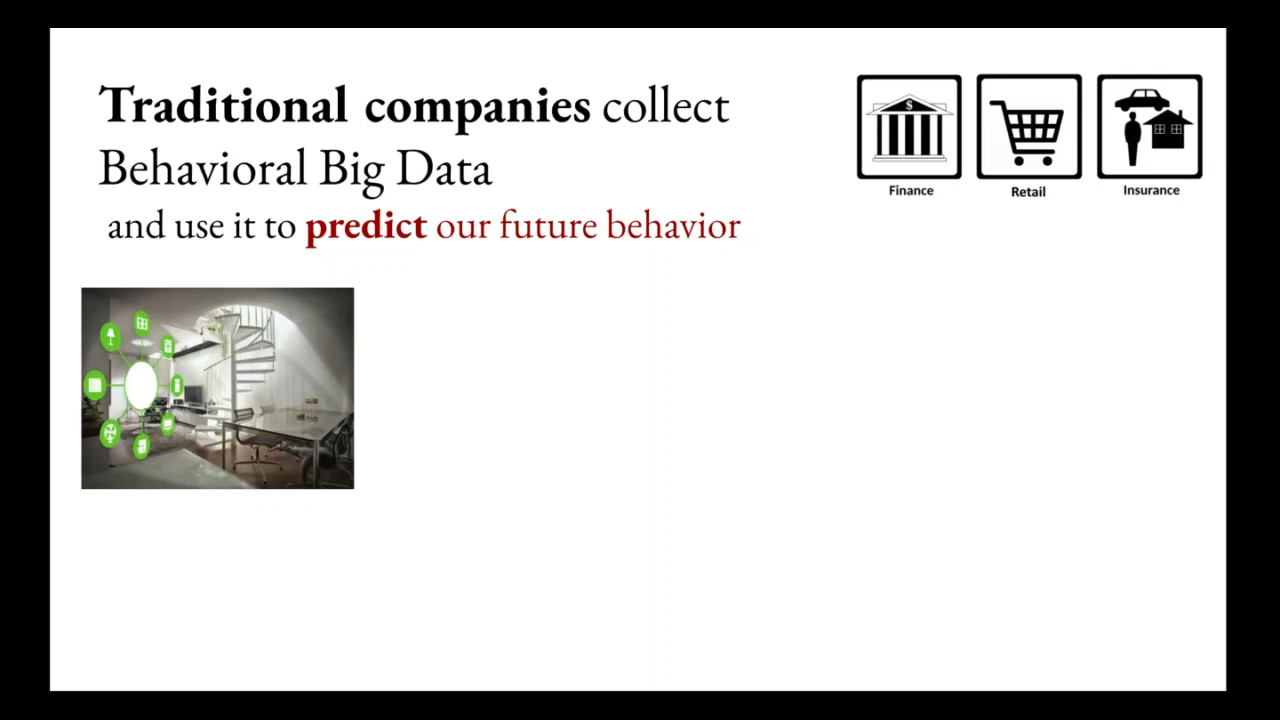 Traditional companies collect
Behavioral Big Data
and use it to predict our future behavior
$
Finance
Retail
Insurance